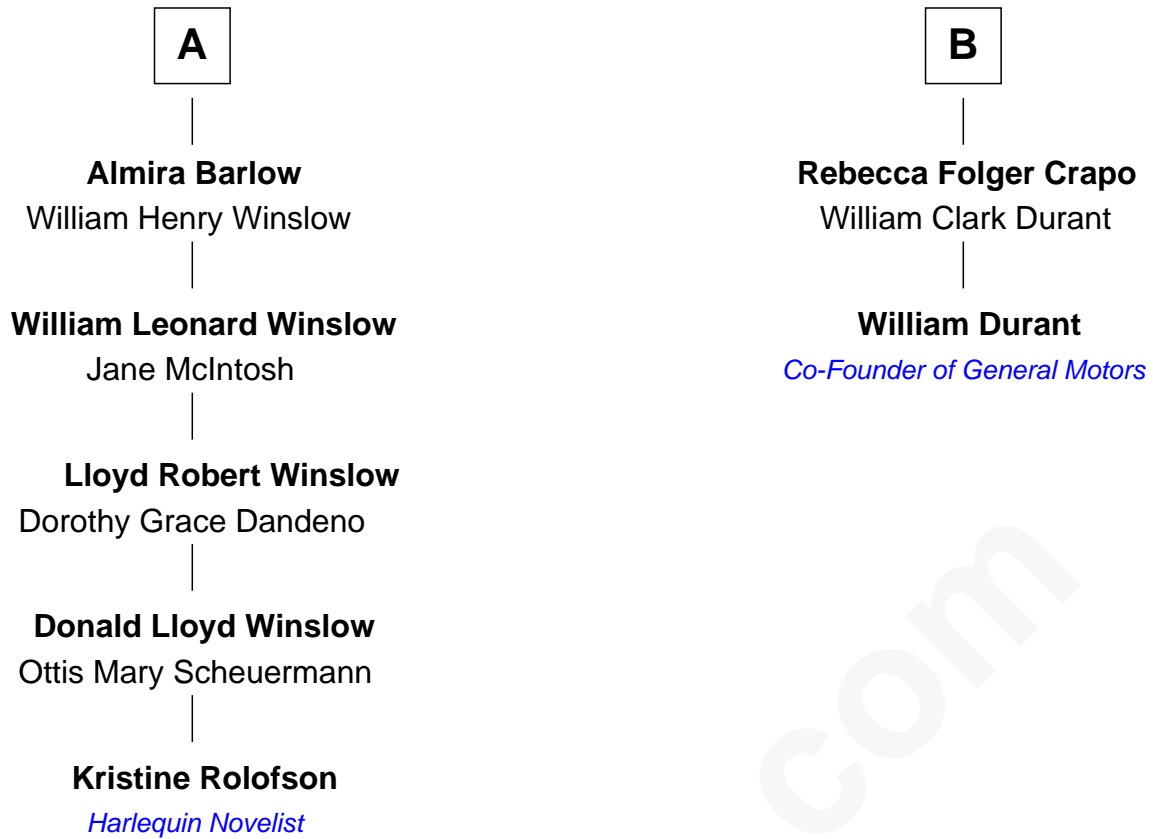 A
Almira Barlow
William Henry Winslow
William Leonard Winslow
Jane McIntosh
Lloyd Robert Winslow
Dorothy Grace Dandeno
Donald Lloyd Winslow
Ottis Mary Scheuermann
Kristine Rolofson
Harlequin Novelist
B
Rebecca Folger Crapo
William Clark Durant
William Durant
Co-Founder of General Motors
com